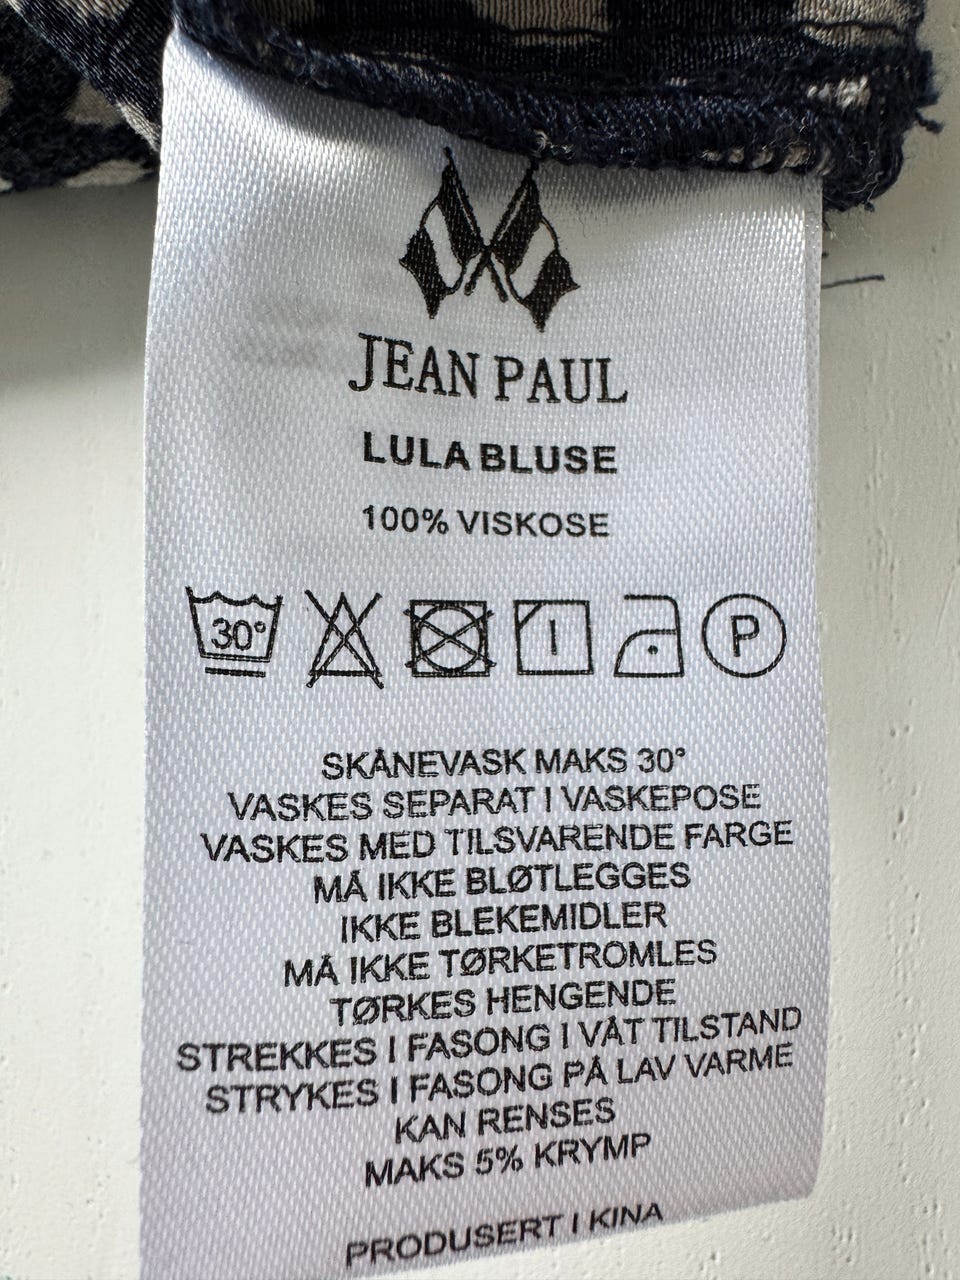 JEAN PAUL
LULA BLUSE
100% VISKOSE
30° P
SKÅNEVASK MAKS 30°
VASKES SEPARAT I VASKEPOSE
VASKES MED TILSVARENDE FARGE
MÅ IKKE BLØTLEGGES
IKKE BLEKEMIDLER
MÅ IKKE TØRKETROMLES
TØRKES HENGENDE
STREKKES I FASONG I VÅT TILSTAND
STRYKES I FASONG PÅ LAV VARME
KAN RENSES
MAKS 5% KRYMP
PRODUSERT I KINA